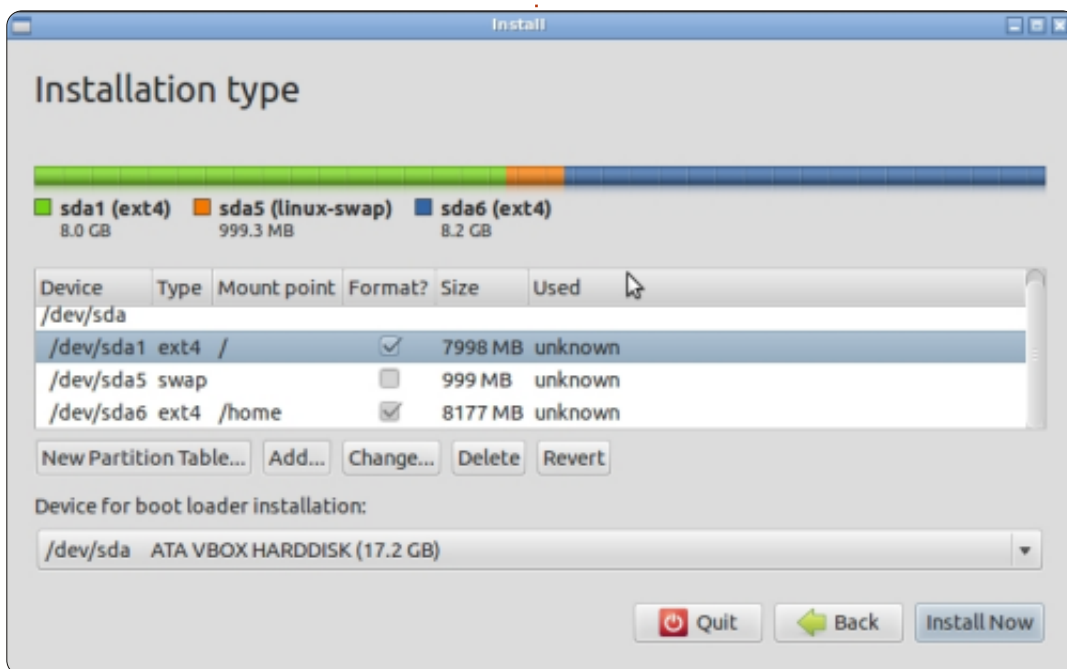 Install
Installation type
sda1 (ext4) sda5 (linux-swap) sda6 (ext4)
8.0 GB 999.3 MB 8.2 GB
Device Type Mount point Format? Size Used
/dev/sda
/dev/sda1 ext4 / 7998 MB unknown
/dev/sda5 swap 999 MB unknown
/dev/sda6 ext4 /home 8177 MB unknown
New Partition Table... Add... Change... Delete Revert
Device for boot loader installation:
/dev/sda ATA VBOX HARDDISK (17.2 GB)
Quit Back Install Now